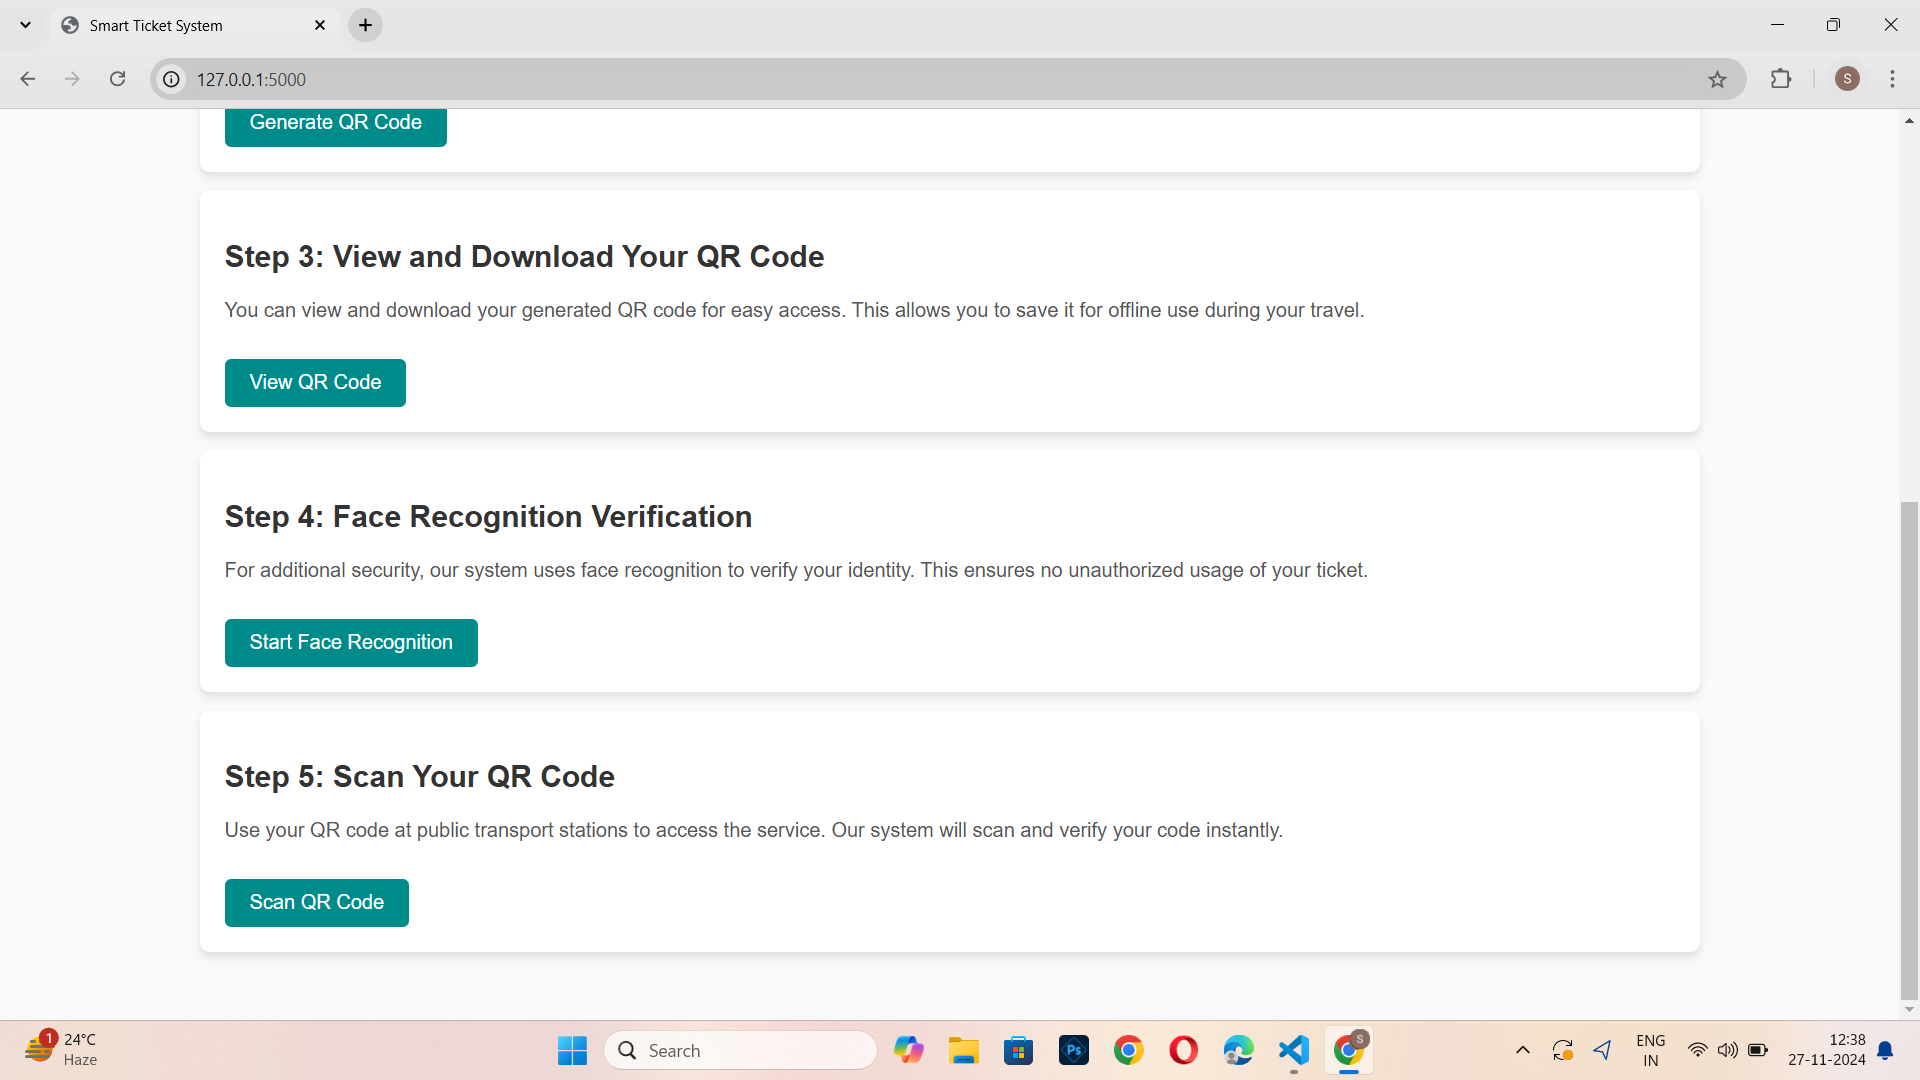 Smart Ticket System
127.0.0.1:5000
S
Generate QR Code
Step 3: View and Download Your QR Code
You can view and download your generated QR code for easy access. This allows you to save it for offline use during your travel.
View QR Code
Step 4: Face Recognition Verification
For additional security, our system uses face recognition to verify your identity. This ensures no unauthorized usage of your ticket.
Start Face Recognition
Step 5: Scan Your QR Code
Use your QR code at public transport stations to access the service. Our system will scan and verify your code instantly.
Scan QR Code
1
24°C
Haze
Search
Ps
S
ENG
IN
12:38
27-11-2024